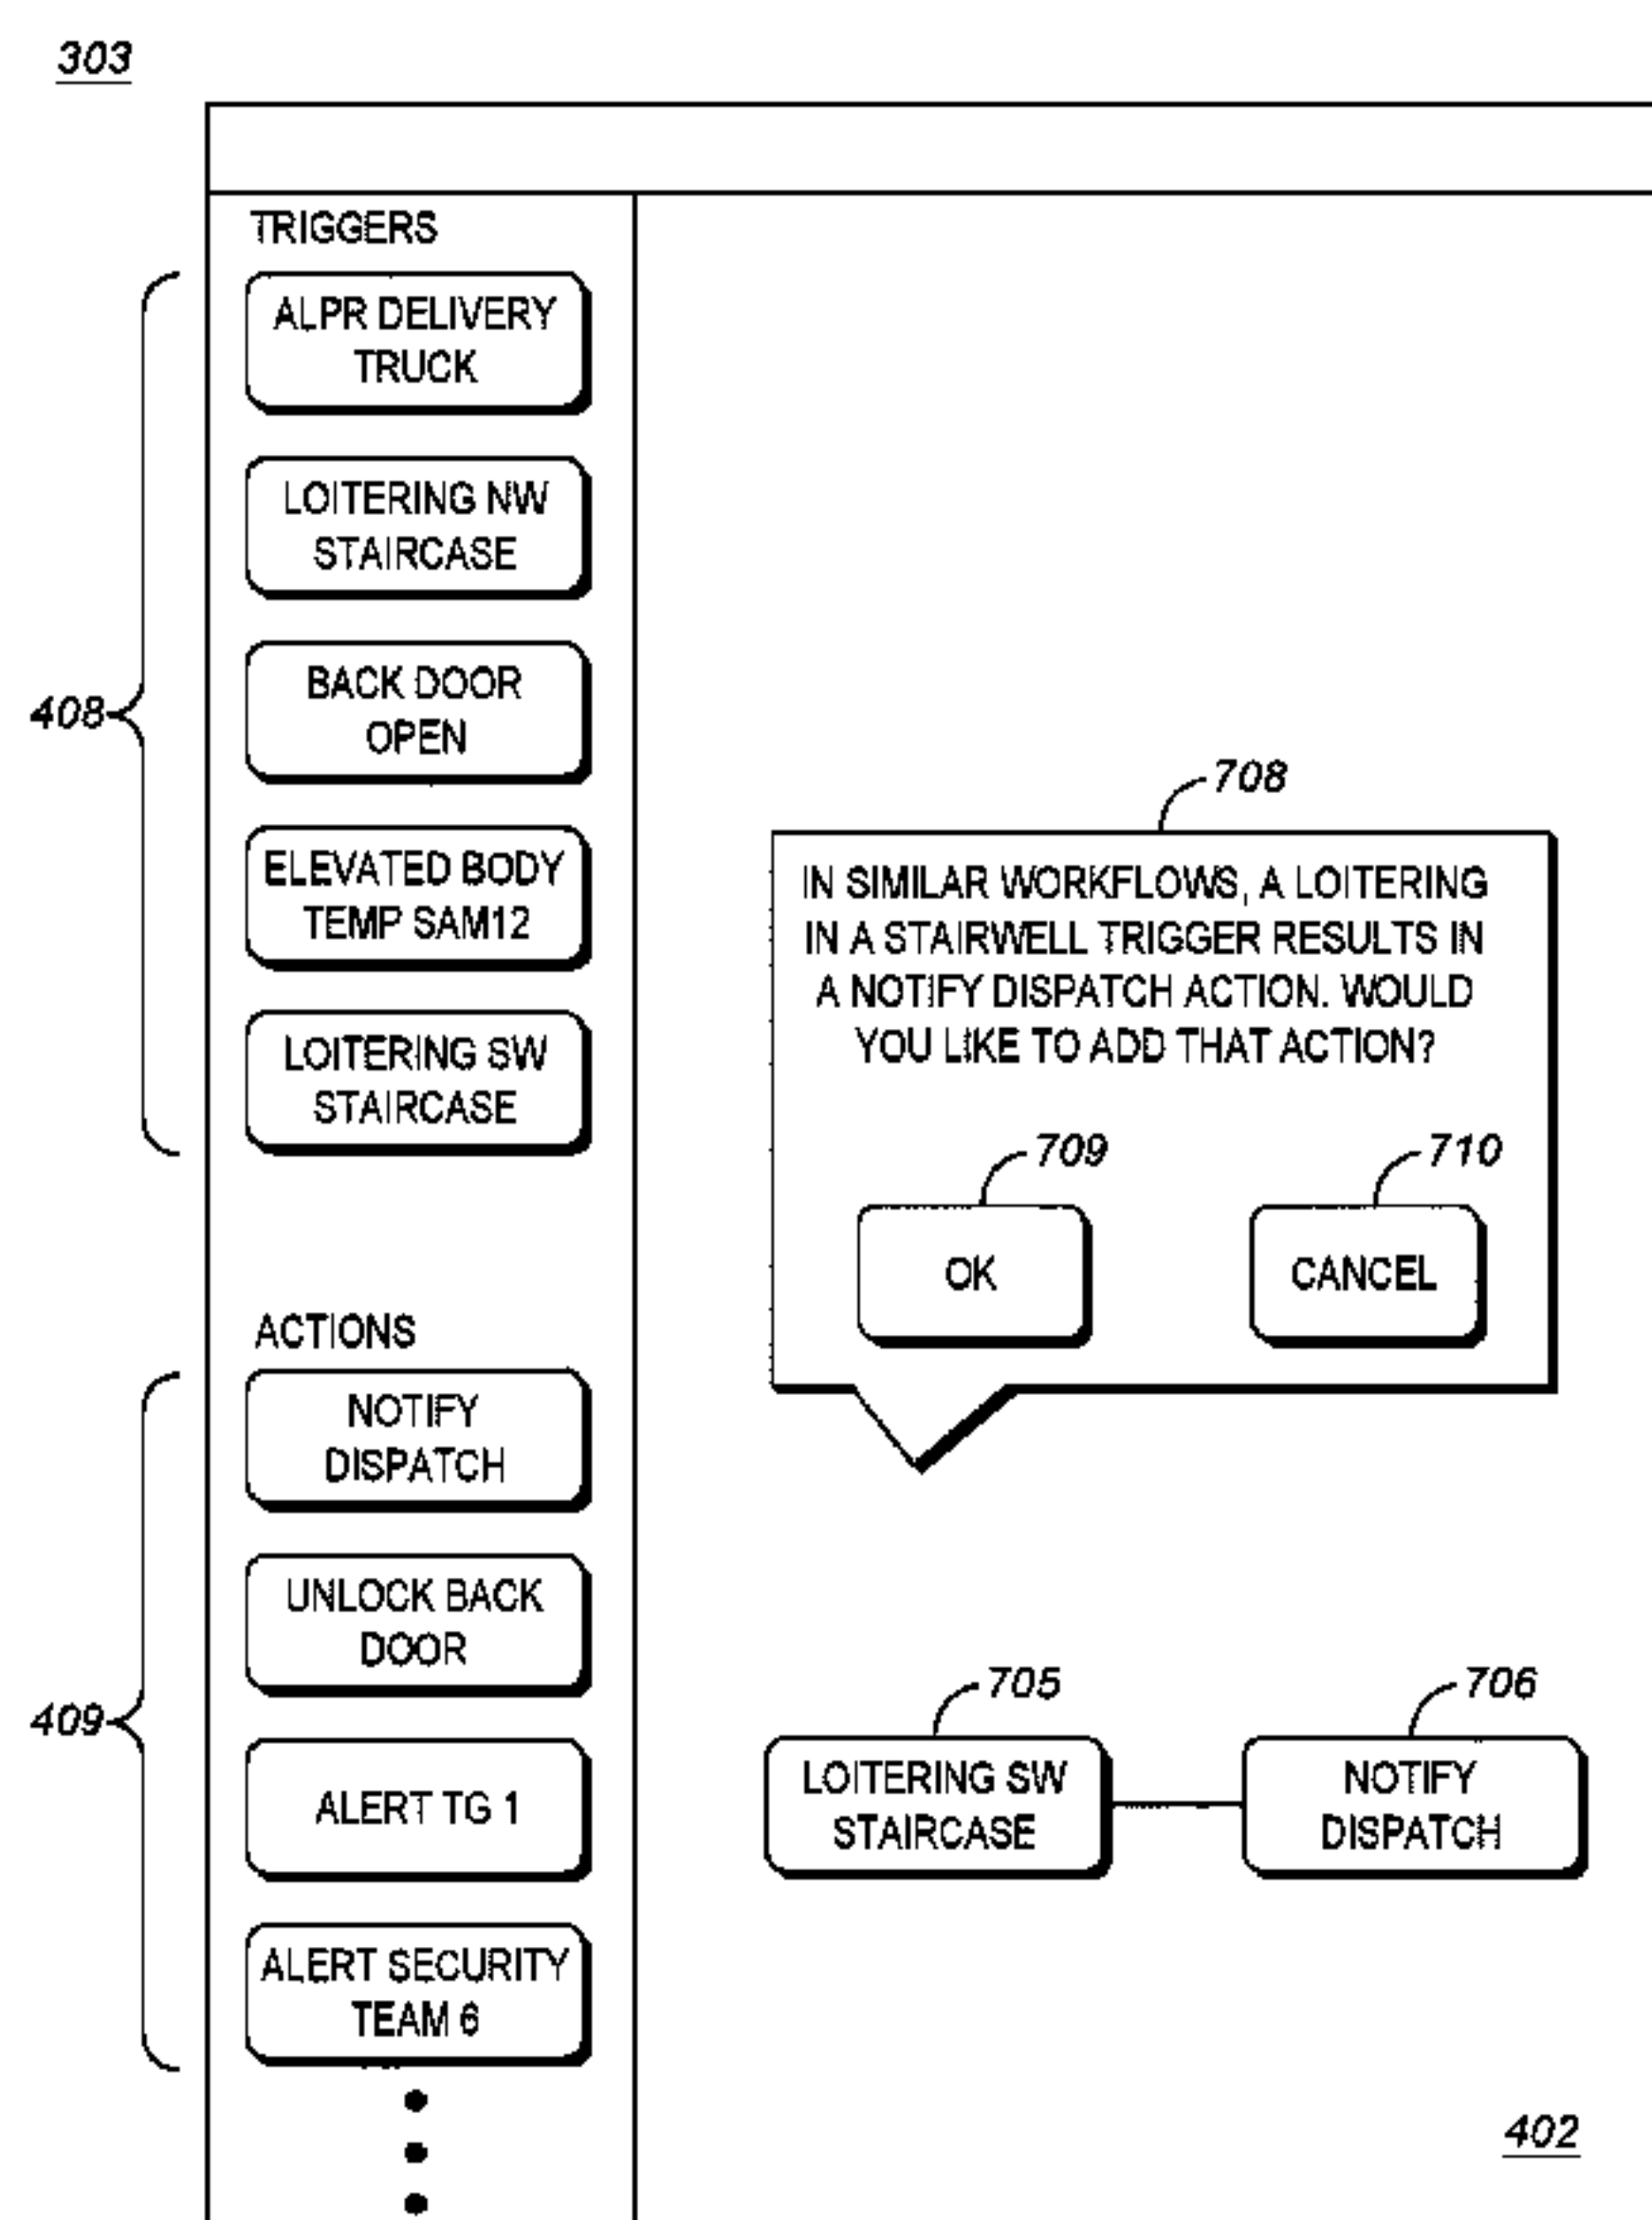 303
TRIGGERS
ALPR DELIVERY
TRUCK
LOITERING NW
STAIRCASE
BACK DOOR
OPEN
ELEVATED BODY
TEMP SAM12
LOITERING SW
STAIRCASE
408
ACTIONS
NOTIFY
DISPATCH
UNLOCK BACK
DOOR
ALERT TG 1
ALERT SECURITY
TEAM 6
409
708
IN SIMILAR WORKFLOWS, A LOITERING
IN A STAIRWELL TRIGGER RESULTS IN
A NOTIFY DISPATCH ACTION. WOULD
YOU LIKE TO ADD THAT ACTION?
709
710
OK
CANCEL
705
706
LOITERING SW
STAIRCASE
NOTIFY
DISPATCH
402